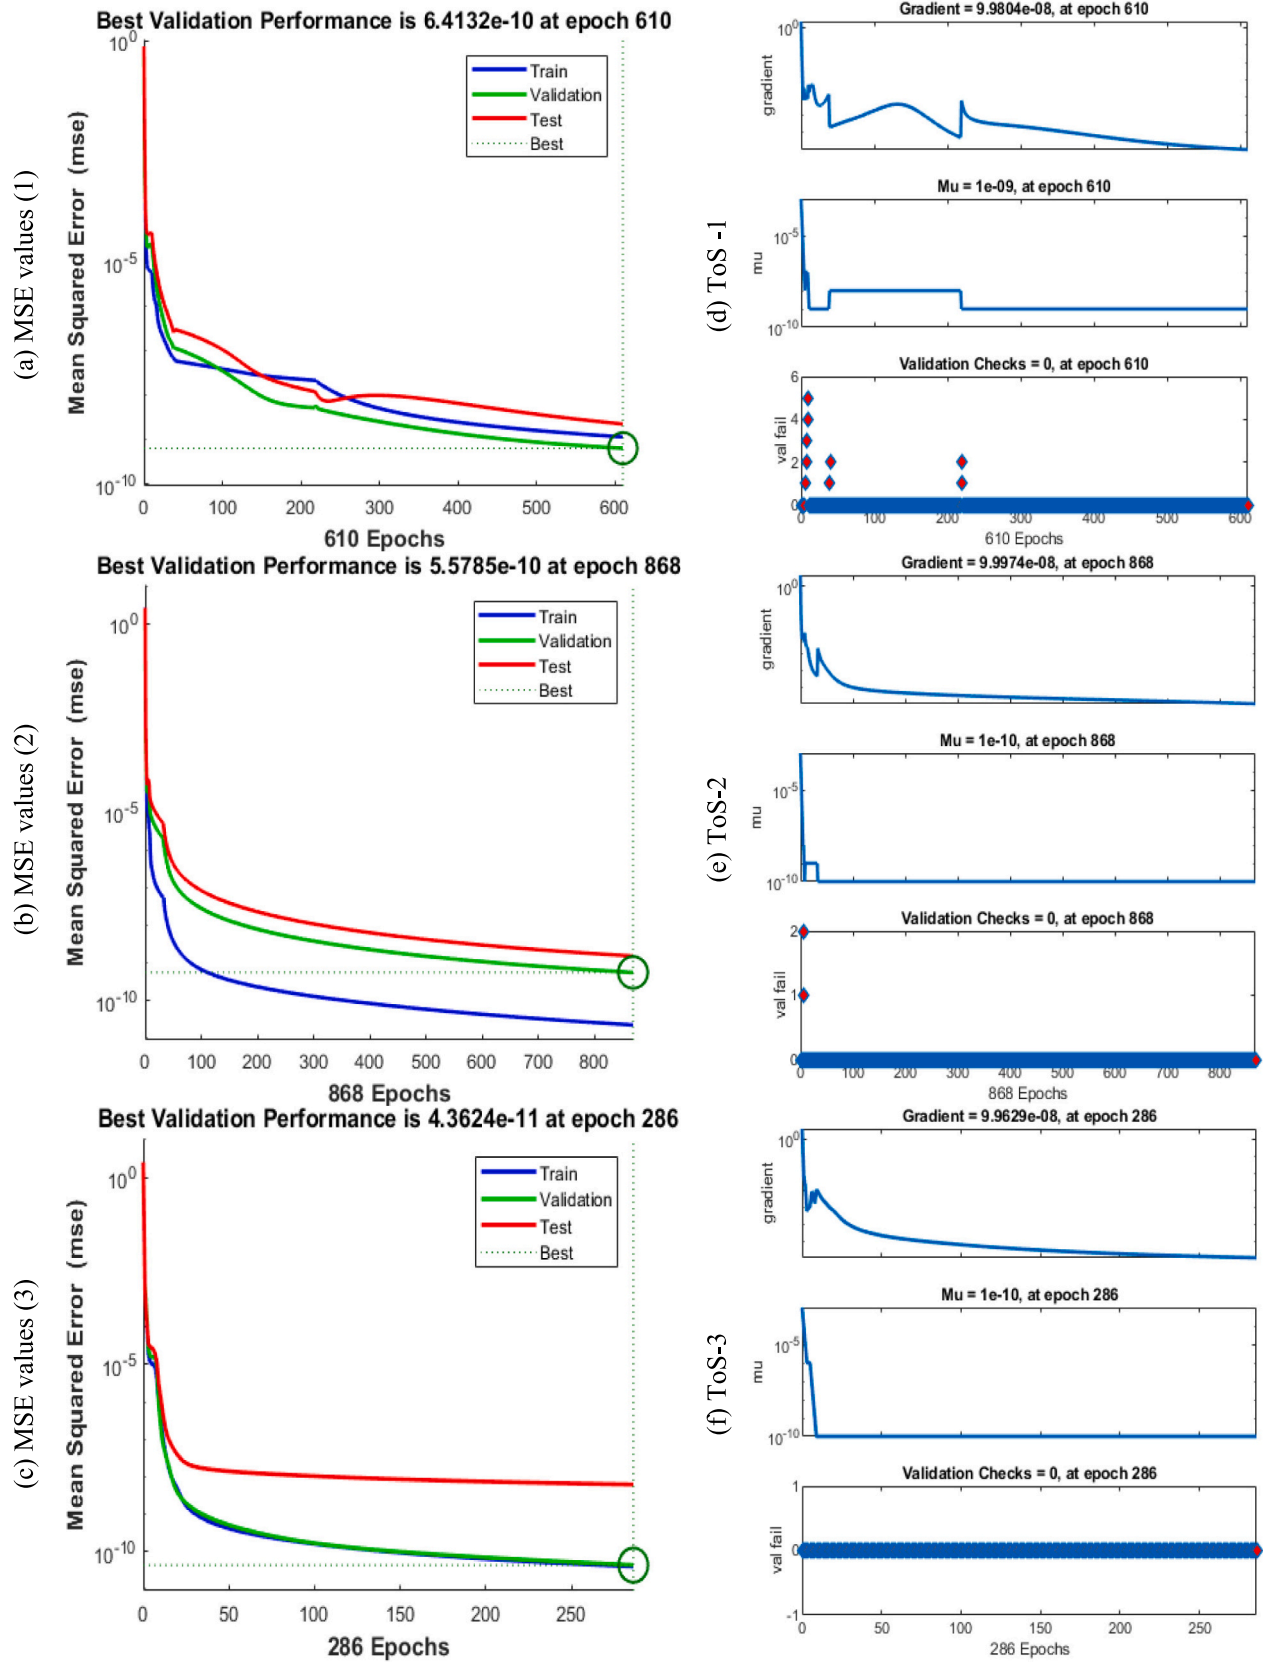 Best Validation Performance is 6.4132e-10 at epoch 610
10^0
10^-5
10^-10
Mean Squared Error (mse)
Train
Validation
Test
Best
0 100 200 300 400 500 600
610 Epochs
(a) MSE values (1)
Gradient = 9.9804e-08, at epoch 610
10^0
gradient
Mu = 1e-09, at epoch 610
10^-5
10^-10
mu
Validation Checks = 0, at epoch 610
6
4
2
0
val fail
0 100 200 300 400 500 600
610 Epochs
(d) ToS -1
Best Validation Performance is 5.5785e-10 at epoch 868
10^0
10^-5
10^-10
Mean Squared Error (mse)
Train
Validation
Test
Best
0 100 200 300 400 500 600 700 800
868 Epochs
(b) MSE values (2)
Gradient = 9.9974e-08, at epoch 868
10^0
gradient
Mu = 1e-10, at epoch 868
10^-5
10^-10
mu
Validation Checks = 0, at epoch 868
2
1
0
val fail
0 100 200 300 400 500 600 700 800
868 Epochs
(e) ToS-2
Best Validation Performance is 4.3624e-11 at epoch 286
10^0
10^-5
10^-10
Mean Squared Error (mse)
Train
Validation
Test
Best
0 50 100 150 200 250
286 Epochs
(c) MSE values (3)
Gradient = 9.9629e-08, at epoch 286
10^0
gradient
Mu = 1e-10, at epoch 286
10^-5
10^-10
mu
Validation Checks = 0, at epoch 286
1
0
-1
val fail
0 50 100 150 200 250
286 Epochs
(f) ToS-3